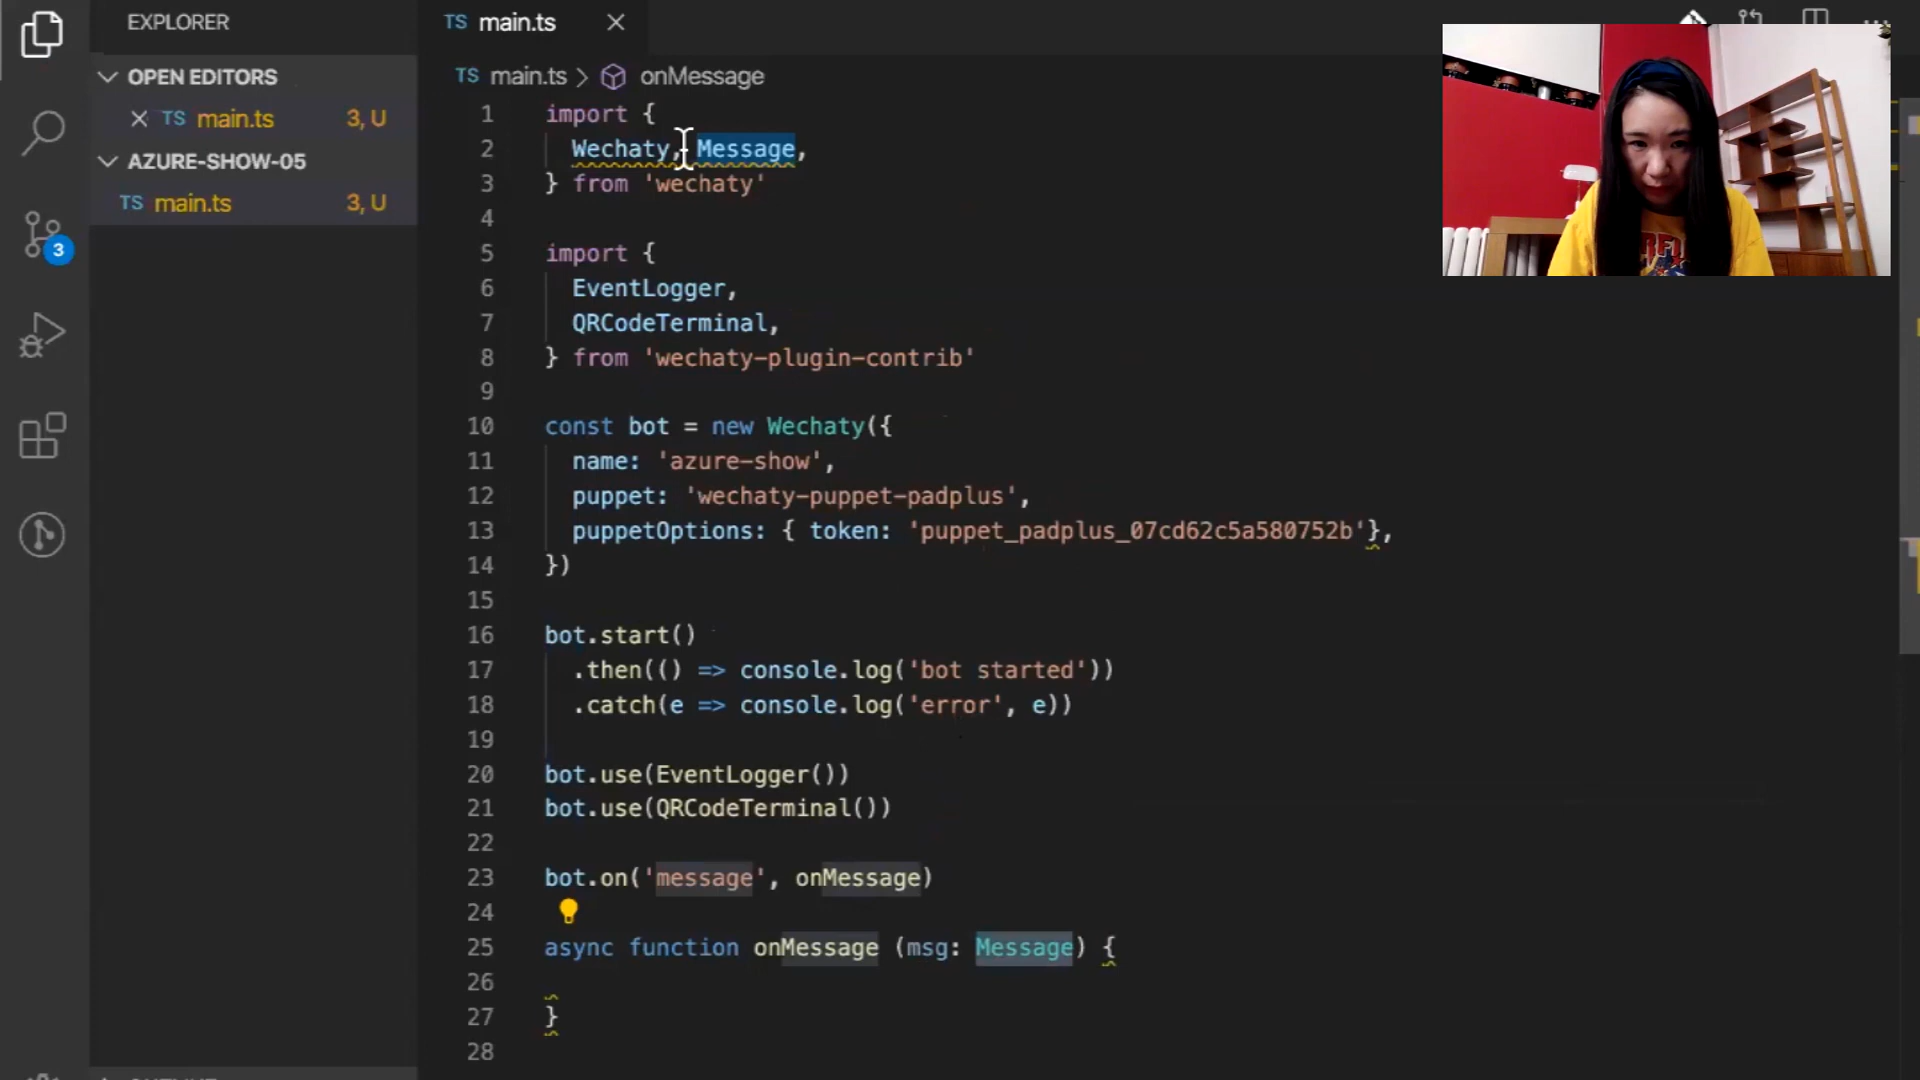 EXPLORER
TS main.ts
OPEN EDITORS
TS main.ts 3, U
AZURE-SHOW-05
TS main.ts 3, U
3
TS main.ts > onMessage
1 import {
2 Wechaty, Message,
3 } from 'wechaty'
4
5 import {
6 EventLogger,
7 QRCodeTerminal,
8 } from 'wechaty-plugin-contrib'
9
10 const bot = new Wechaty({
11 name: 'azure-show',
12 puppet: 'wechaty-puppet-padplus',
13 puppetOptions: { token: 'puppet_padplus_07cd62c5a580752b'},
14 })
15
16 bot.start()
17 .then(() => console.log('bot started'))
18 .catch(e => console.log('error', e))
19
20 bot.use(EventLogger())
21 bot.use(QRCodeTerminal())
22
23 bot.on('message', onMessage)
24
25 async function onMessage (msg: Message) {
26
27 }
28